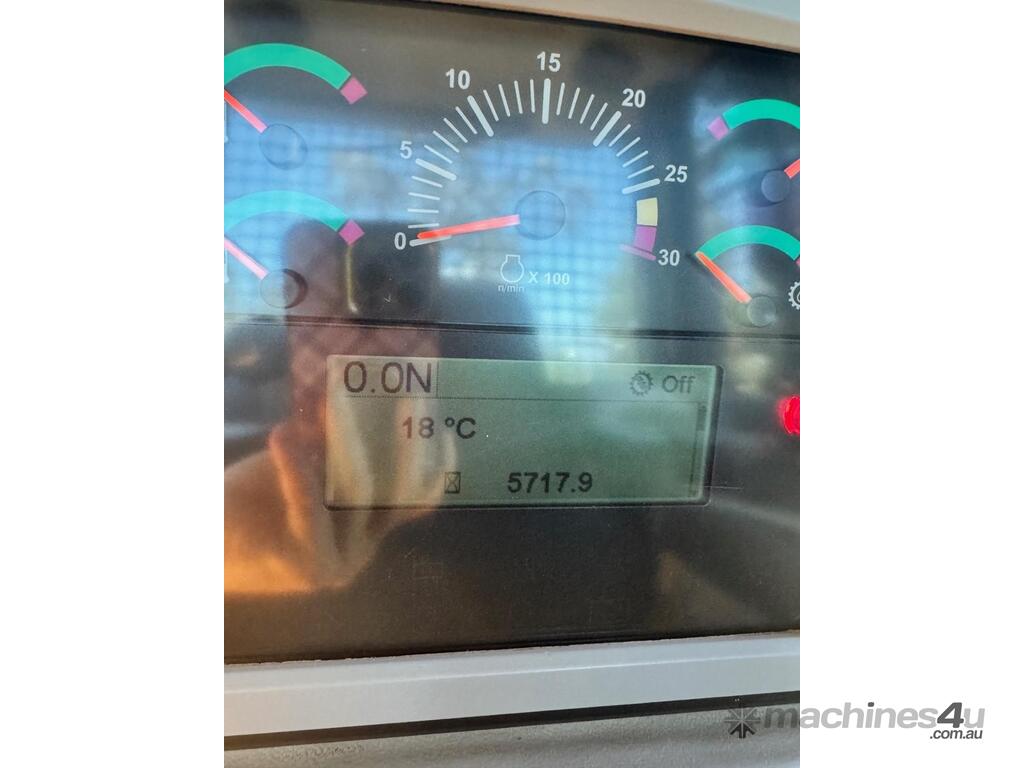 0 5 10 15 20 25 30
X 100
n/min
0.0N Off
18 °C
5717.9
machines4u
.com.au